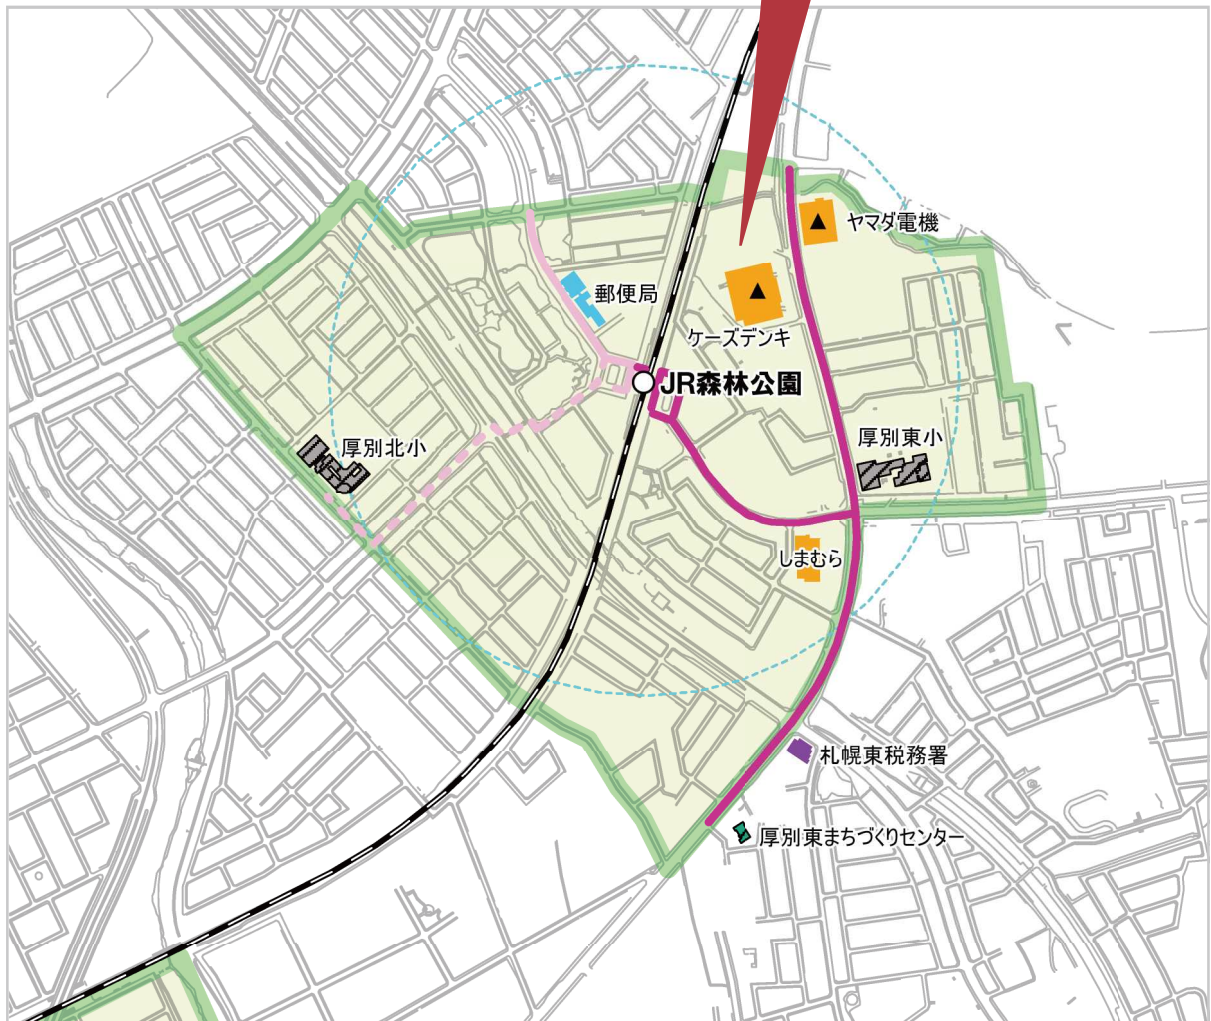 ヤマダ電機
郵便局
ケーズデンキ
JR森林公園
厚別北小
厚別東小
しまむら
札幌東税務署
厚別東まちづくりセンター